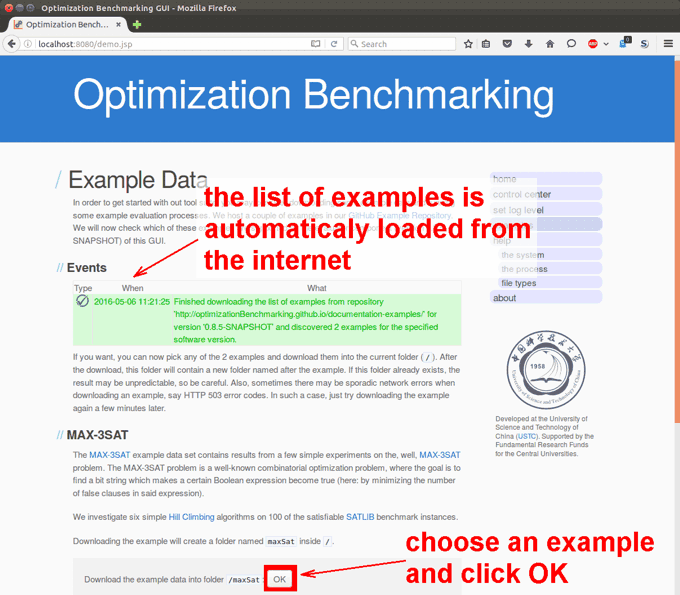 Optimization Benchmarking GUI - Mozilla Firefox
Optimization Benc...
localhost:8080/demo.jsp
Search
Optimization Benchmarking
/ Example Data
the list of examples is
automaticaly loaded from
the internet
In order to get started with out tool
some example evaluation processes. We host a couple of examples in our GitHub Example Repository.
We will now check which of these
SNAPSHOT) of this GUI.
// Events
Type When What
2016-05-06 11:21:25 Finished downloading the list of examples from repository
'http://optimizationBenchmarking.github.io/documentation-examples/' for
version '0.8.5-SNAPSHOT' and discovered 2 examples for the specified
software version.
If you want, you can now pick any of the 2 examples and download them into the current folder (/). After
the download, this folder will contain a new folder named after the example. If this folder already exists, the
result may be unpredictable, so be careful. Also, sometimes there may be sporadic network errors when
downloading an example, say HTTP 503 error codes. In such a case, just try downloading the example
again a few minutes later.
// MAX-3SAT
The MAX-3SAT example data set contains results from a few simple experiments on the, well, MAX-3SAT
problem. The MAX-3SAT problem is a well-known combinatorial optimization problem, where the goal is to
find a bit string which makes a certain Boolean expression become true (here: by minimizing the number
of false clauses in said expression).
We investigate six simple Hill Climbing algorithms on 100 of the satisfiable SATLIB benchmark instances.
Downloading the example will create a folder named maxSat inside /.
Download the example data into folder /maxSat: OK
choose an example
and click OK
home
control center
set log level
help
the system
the process
file types
about
1958
University of Science and Technology of China
Developed at the University of
Science and Technology of
China (USTC). Supported by the
Fundamental Research Funds
for the Central Universities.